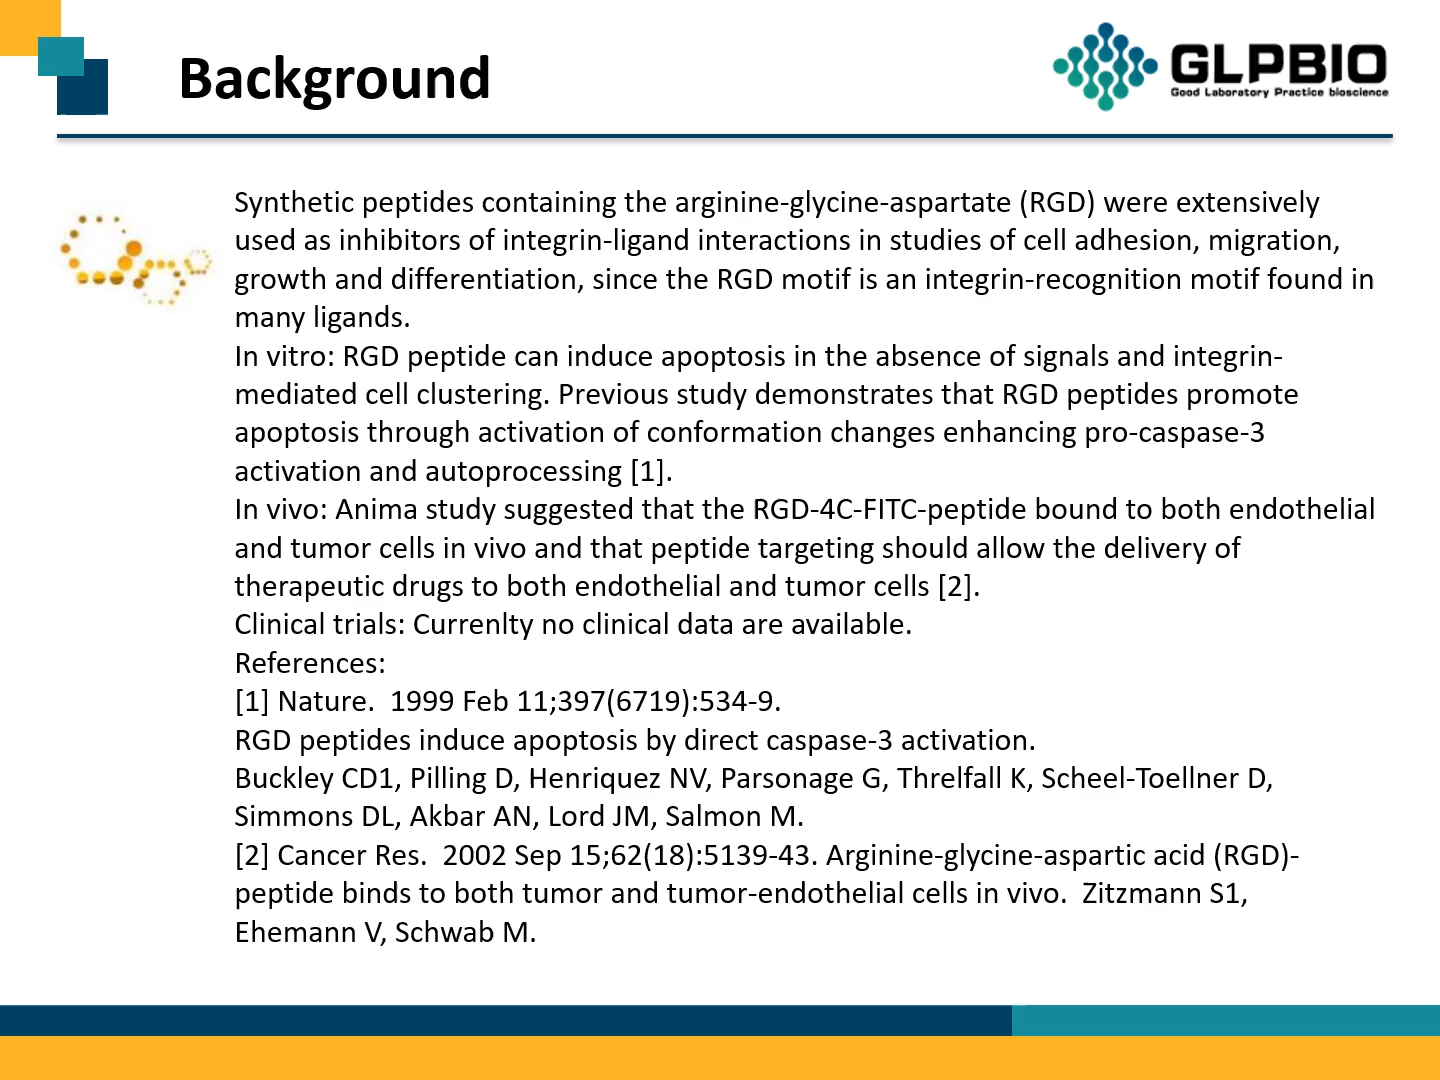 Background
GLPBIO
Good Laboratory Practice bioscience
Synthetic peptides containing the arginine-glycine-aspartate (RGD) were extensively
used as inhibitors of integrin-ligand interactions in studies of cell adhesion, migration,
growth and differentiation, since the RGD motif is an integrin-recognition motif found in
many ligands.
In vitro: RGD peptide can induce apoptosis in the absence of signals and integrin-
mediated cell clustering. Previous study demonstrates that RGD peptides promote
apoptosis through activation of conformation changes enhancing pro-caspase-3
activation and autoprocessing [1].
In vivo: Anima study suggested that the RGD-4C-FITC-peptide bound to both endothelial
and tumor cells in vivo and that peptide targeting should allow the delivery of
therapeutic drugs to both endothelial and tumor cells [2].
Clinical trials: Currenlty no clinical data are available.
References:
[1] Nature.  1999 Feb 11;397(6719):534-9.
RGD peptides induce apoptosis by direct caspase-3 activation.
Buckley CD1, Pilling D, Henriquez NV, Parsonage G, Threlfall K, Scheel-Toellner D,
Simmons DL, Akbar AN, Lord JM, Salmon M.
[2] Cancer Res.  2002 Sep 15;62(18):5139-43. Arginine-glycine-aspartic acid (RGD)-
peptide binds to both tumor and tumor-endothelial cells in vivo.  Zitzmann S1,
Ehemann V, Schwab M.